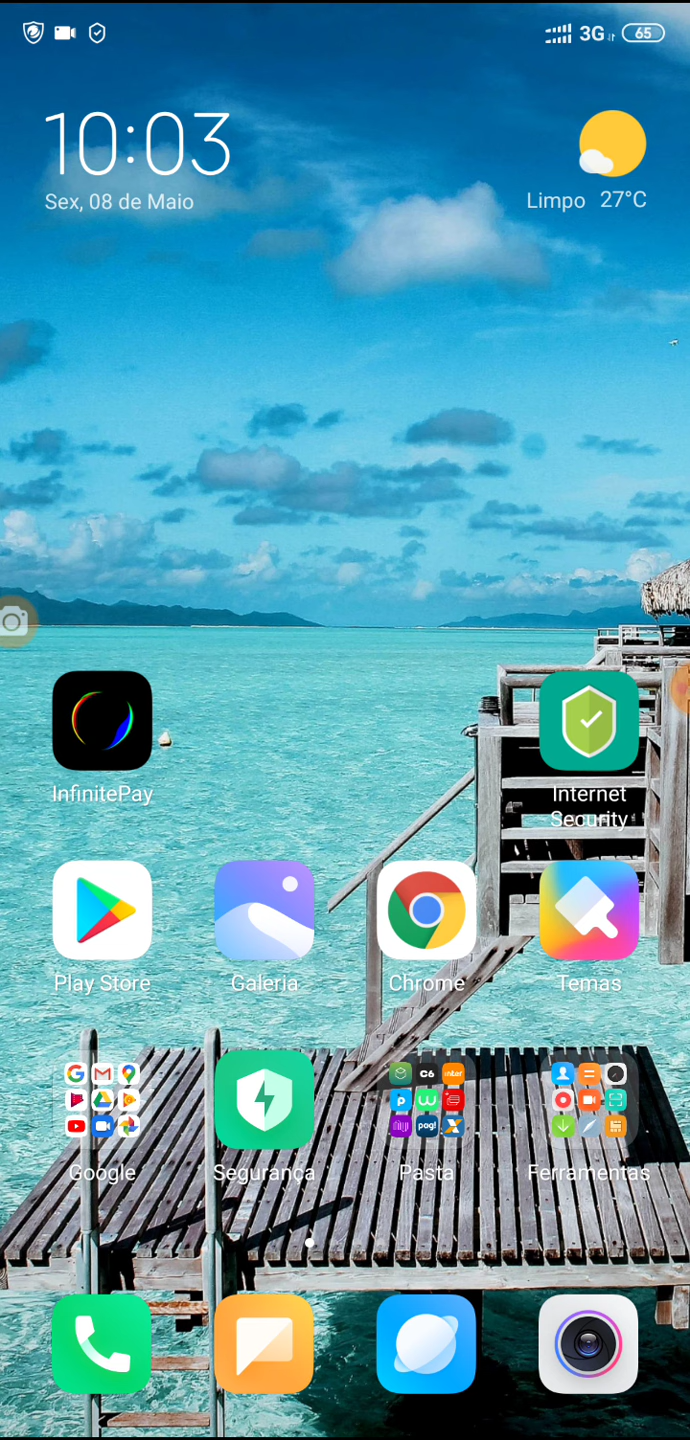 3G 65
10:03
Sex, 08 de Maio
Limpo 27°C
InfinitePay
Internet
Security
Play Store
Galeria
Chrome
Temas
C6
inter
pag!
Google
Segurança
Pasta
Ferramentas